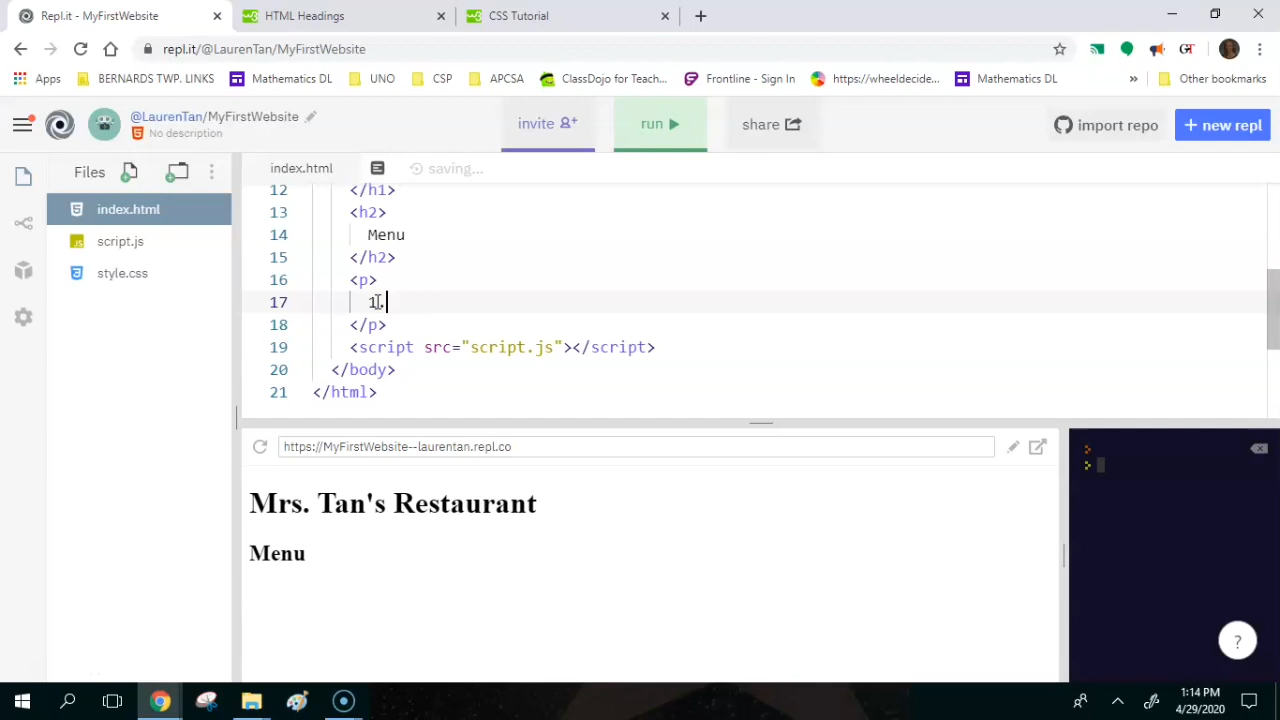 Repl.it - MyFirstWebsite
HTML Headings
CSS Tutorial
repl.it/@LaurenTan/MyFirstWebsite
Apps
BERNARDS TWP. LINKS
Mathematics DL
UNO
CSP
APCSA
ClassDojo for Teach...
Frontline - Sign In
https://wheeldecide...
Mathematics DL
»
Other bookmarks
@LaurenTan/MyFirstWebsite
No description
invite
run
share
import repo
+ new repl
Files
index.html
script.js
style.css
index.html
saving...
12 </h1>
13 <h2>
14 Menu
15 </h2>
16 <p>
17 1.
18 </p>
19 <script src="script.js"></script>
20 </body>
21 </html>
https://MyFirstWebsite--laurentan.repl.co
Mrs. Tan's Restaurant
Menu
?
1:14 PM
4/29/2020